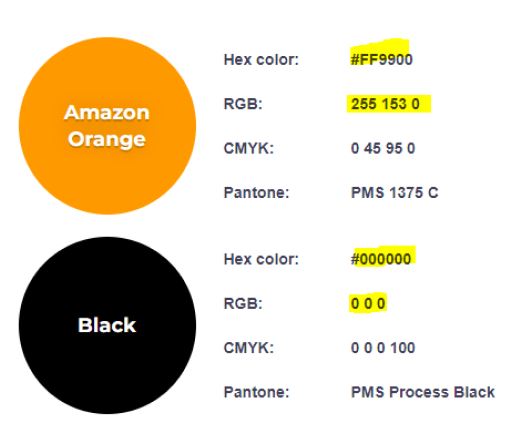 Amazon
Orange
Hex color: #FF9900
RGB: 255 153 0
CMYK: 0 45 95 0
Pantone: PMS 1375 C
Black
Hex color: #000000
RGB: 0 0 0
CMYK: 0 0 0 100
Pantone: PMS Process Black